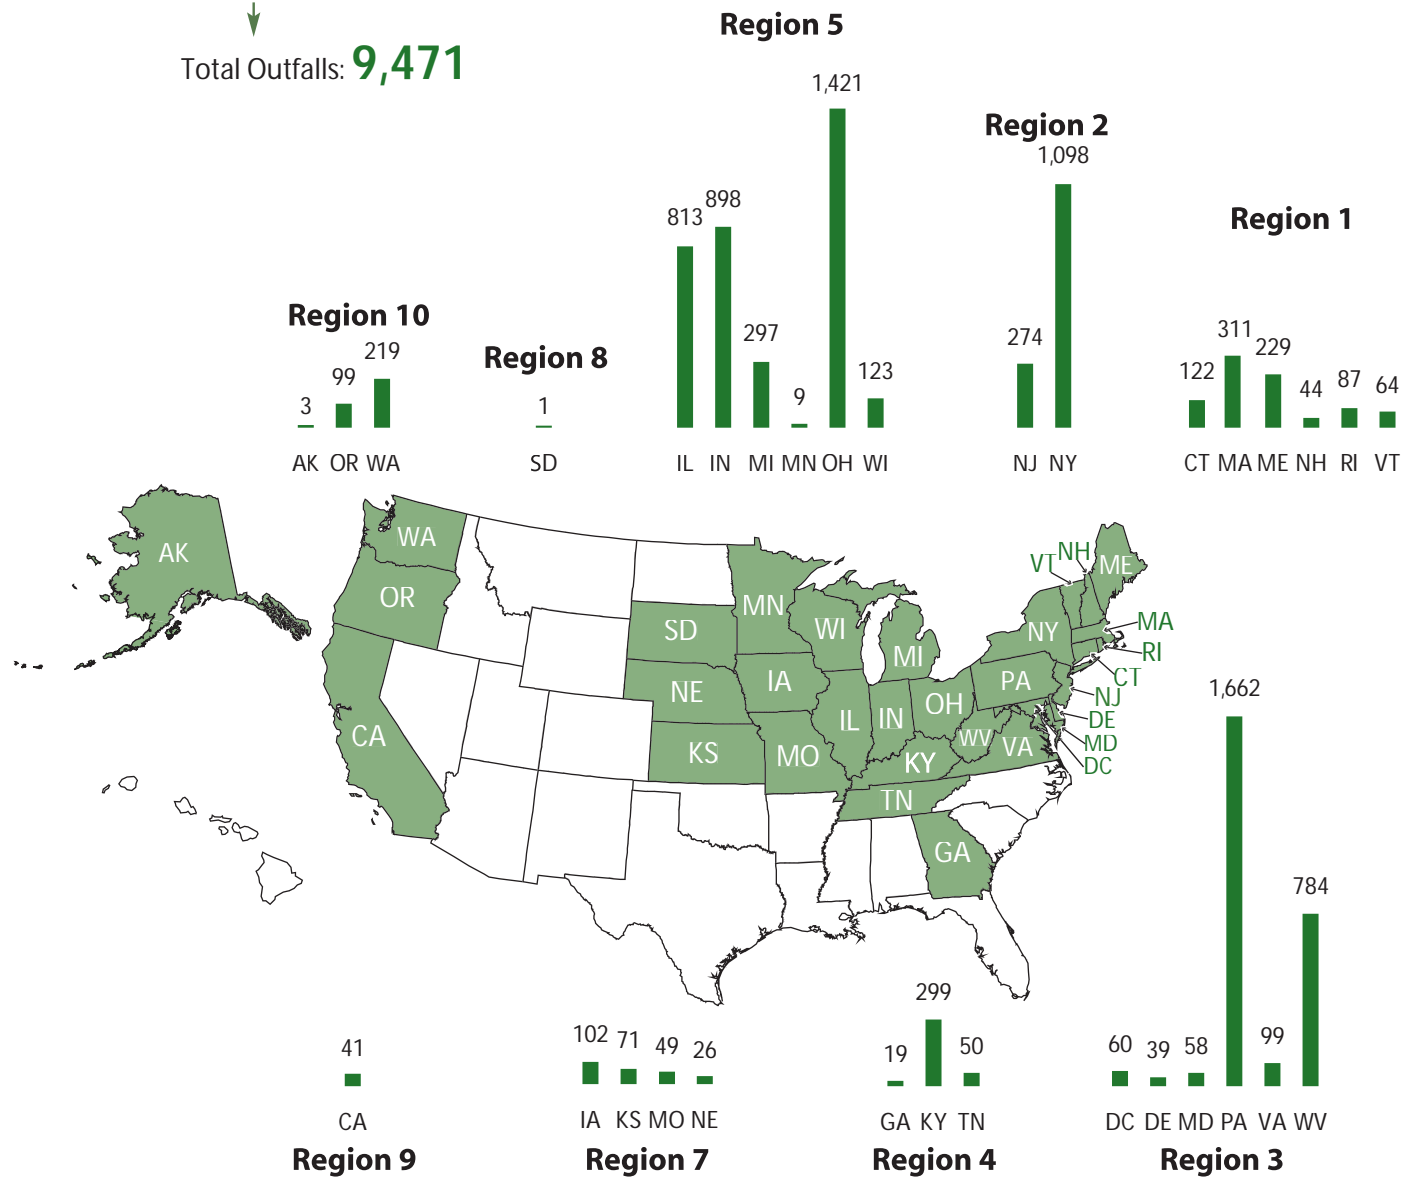 Total Outfalls: 9,471
Region 5
1,421
813
898
297
9
123
IL IN MI MN OH WI
Region 2
1,098
274
NJ NY
Region 1
122
311
229
44
87
64
CT MA ME NH RI VT
Region 10
3
99
219
AK OR WA
Region 8
1
SD
AK
WA
OR
CA
SD
NE
KS
MN
IA
MO
WI
IL
MI
IN
OH
KY
TN
GA
WV
VA
PA
NY
VT
NH
ME
MA
RI
CT
NJ
DE
MD
DC
41
CA
Region 9
102
71
49
26
IA KS MO NE
Region 7
19
299
50
GA KY TN
Region 4
60
39
58
1,662
99
784
DC DE MD PA VA WV
Region 3